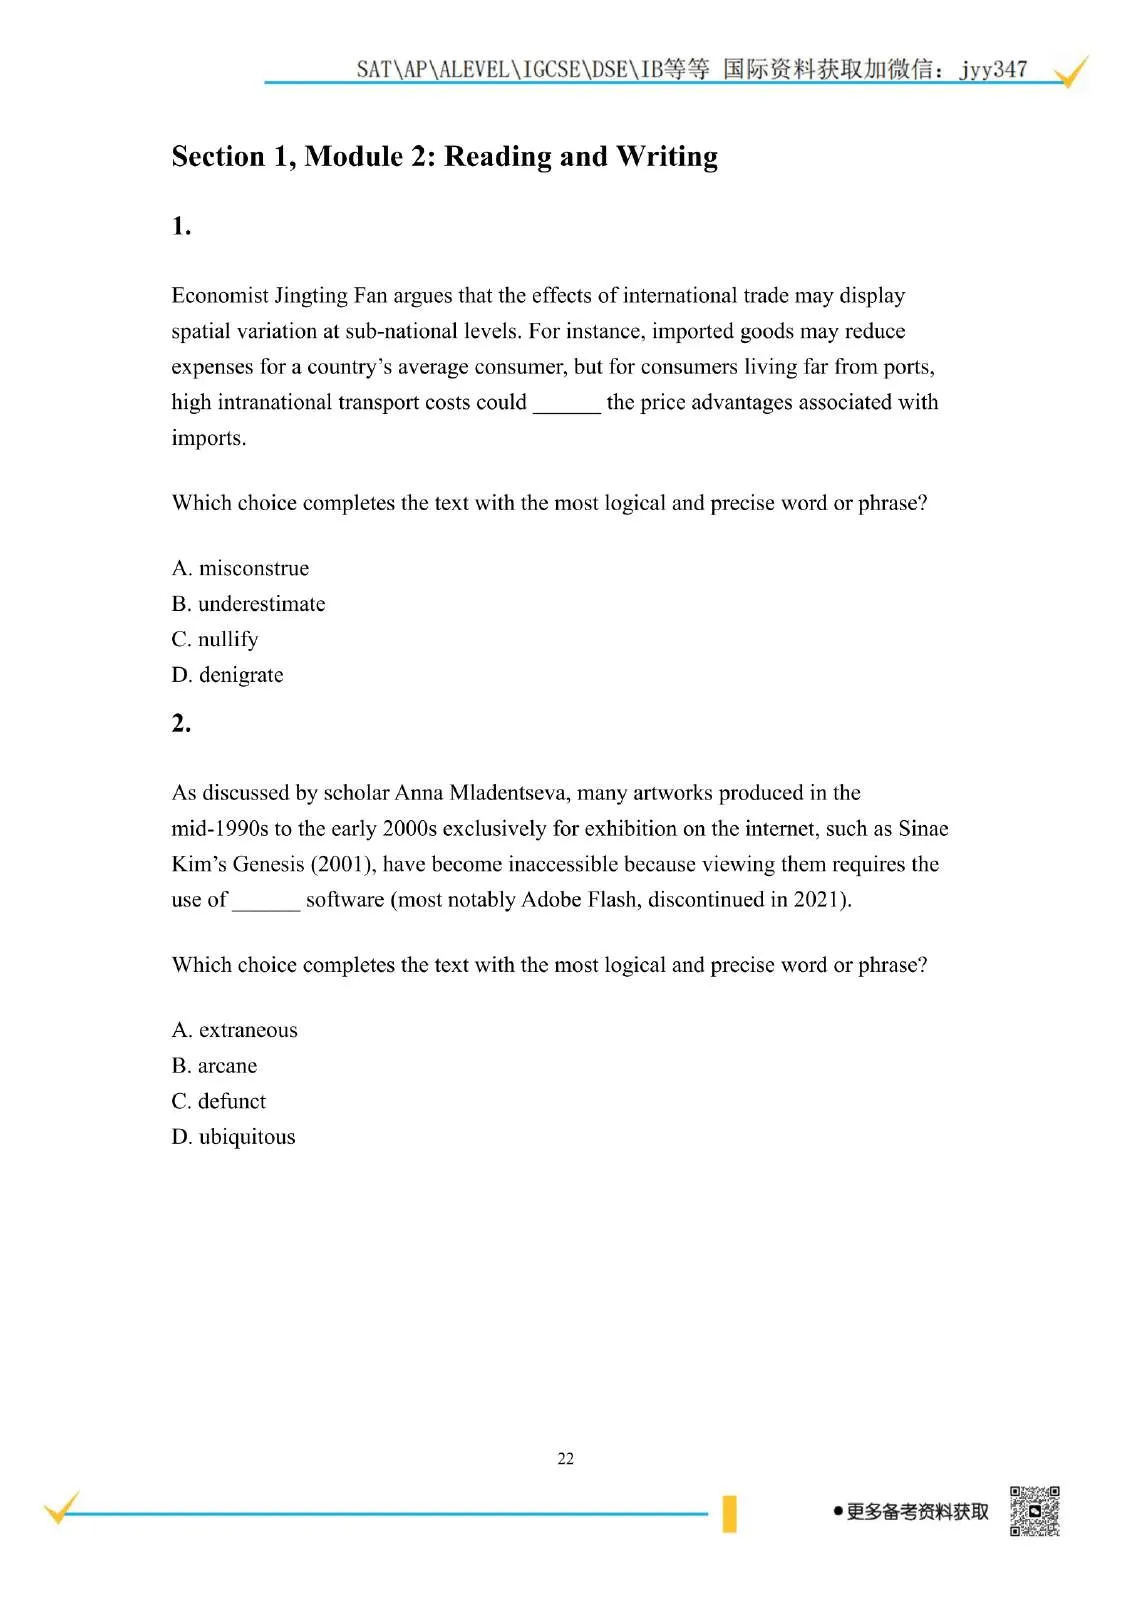 SAT\AP\ALEVEL\IGCSE\DSE\IB等等 国际资料获取加微信：jyy347
Section 1, Module 2: Reading and Writing
1.
Economist Jingting Fan argues that the effects of international trade may display
spatial variation at sub-national levels. For instance, imported goods may reduce
expenses for a country’s average consumer, but for consumers living far from ports,
high intranational transport costs could ______ the price advantages associated with
imports.
Which choice completes the text with the most logical and precise word or phrase?
A. misconstrue
B. underestimate
C. nullify
D. denigrate
2.
As discussed by scholar Anna Mladentseva, many artworks produced in the
mid-1990s to the early 2000s exclusively for exhibition on the internet, such as Sinae
Kim’s Genesis (2001), have become inaccessible because viewing them requires the
use of ______ software (most notably Adobe Flash, discontinued in 2021).
Which choice completes the text with the most logical and precise word or phrase?
A. extraneous
B. arcane
C. defunct
D. ubiquitous
22
●更多备考资料获取